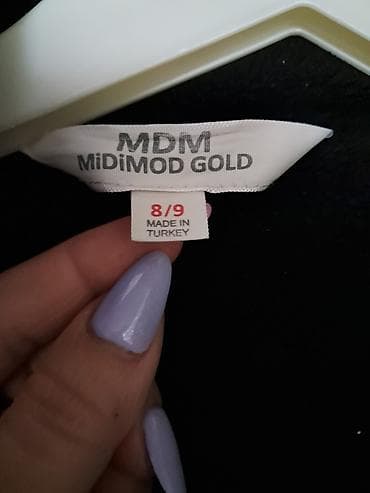 MDM
MiDiMOD GOLD
8/9
MADE IN
TURKEY